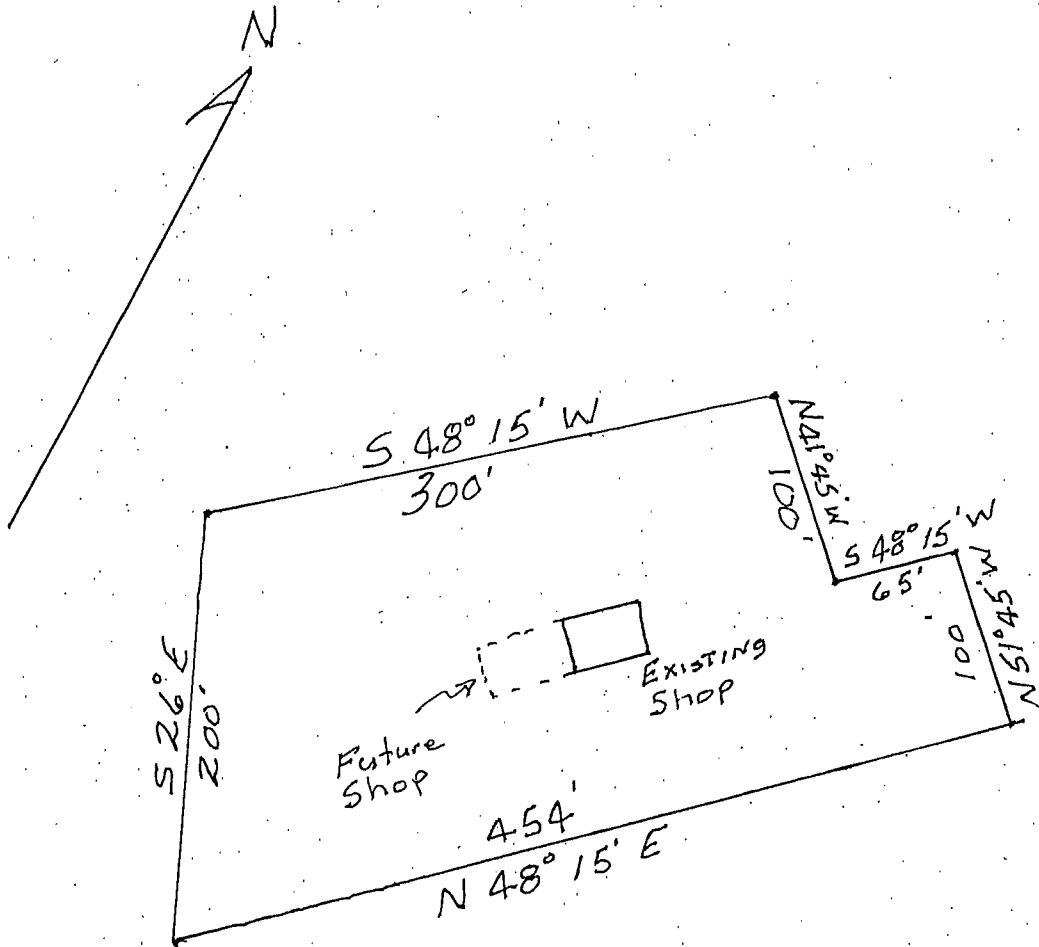 N
S 48° 15' W
300'
N 41° 45' W
100'
S 48° 15' W
65'
N 51° 45' W
100'
S 26° E
200'
Existing
Shop
Future
Shop
454'
N 48° 15' E